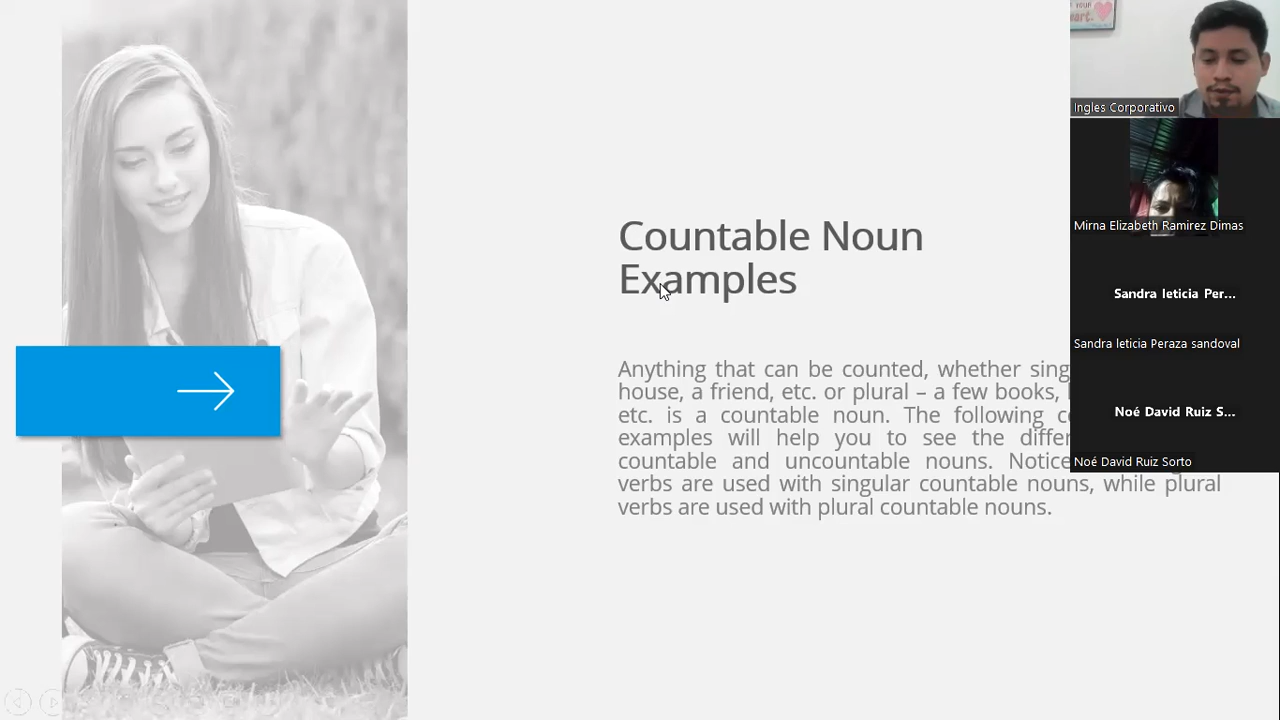 Countable Noun
Examples
Anything that can be counted, whether sing
house, a friend, etc. or plural – a few books,
etc. is a countable noun. The following
examples will help you to see the differ
countable and uncountable nouns. Notice
verbs are used with singular countable nouns, while plural
verbs are used with plural countable nouns.
YOUR
Ingles Corporativo
Mirna Elizabeth Ramirez Dimas
Sandra leticia Per...
Sandra leticia Peraza sandoval
Noé David Ruiz S...
Noé David Ruiz Sorto